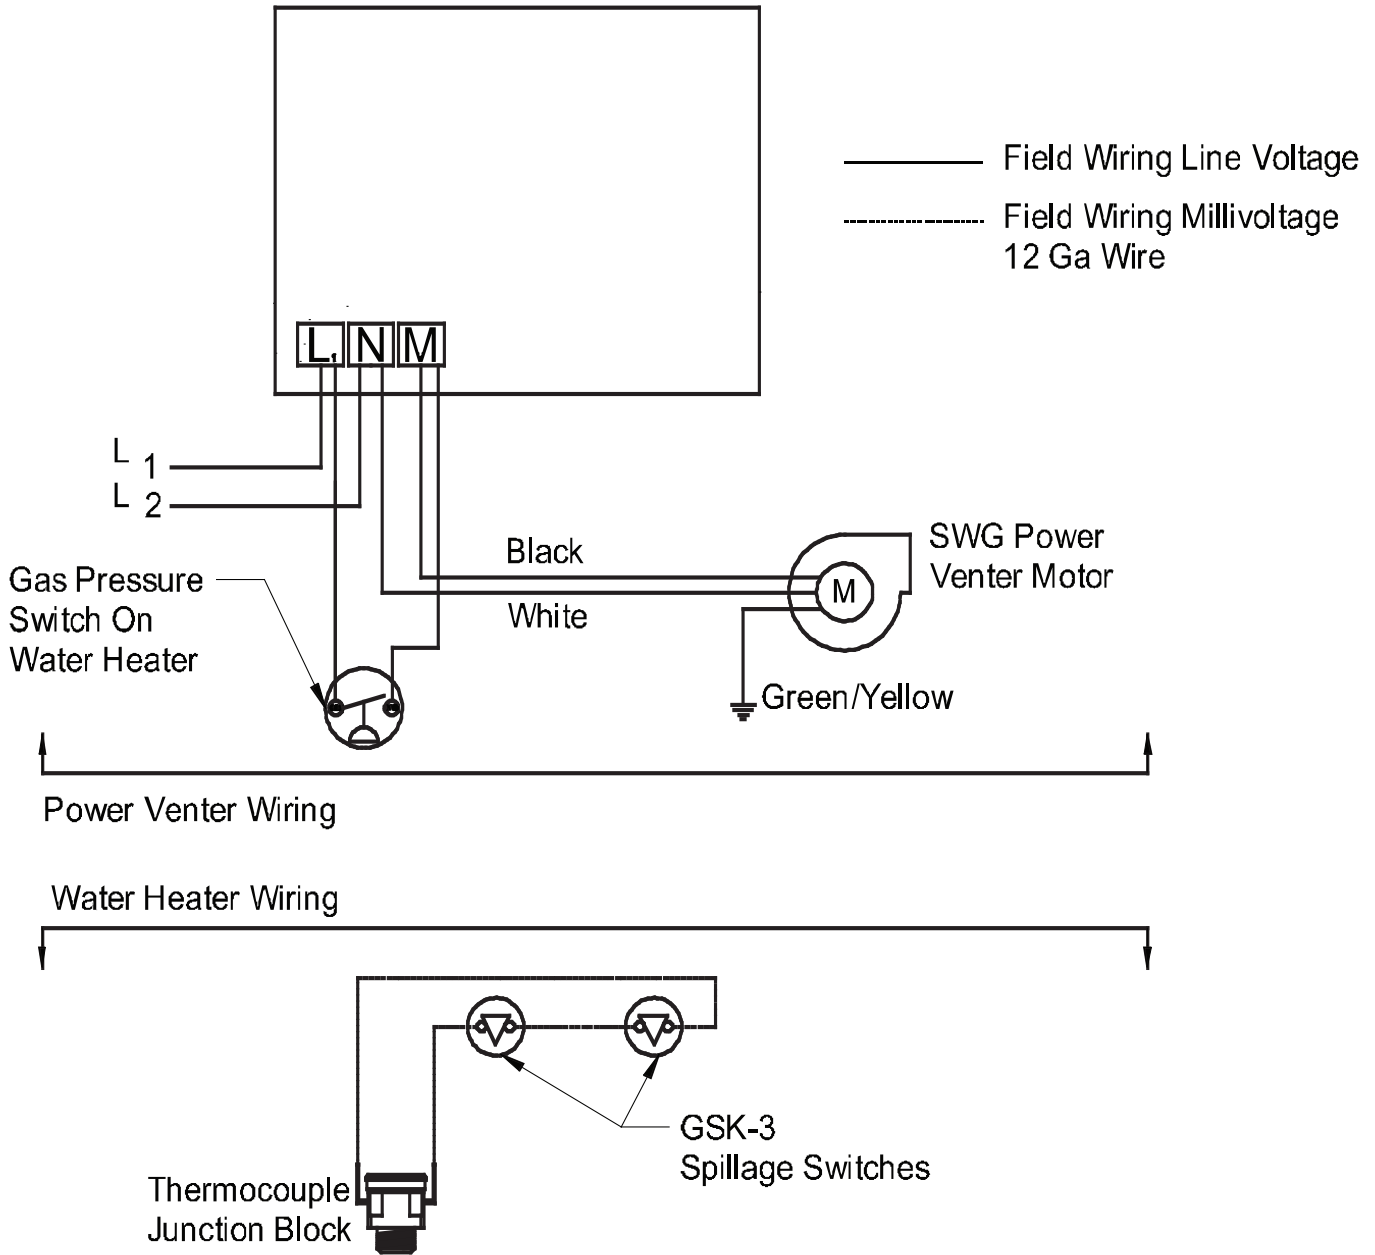 Field Wiring Line Voltage
Field Wiring Millivoltage
12 Ga Wire
L N M
L 1
L 2
Black
White
SWG Power
Venter Motor
M
Gas Pressure
Switch On
Water Heater
Green/Yellow
Power Venter Wiring
Water Heater Wiring
GSK-3
Spillage Switches
Thermocouple
Junction Block